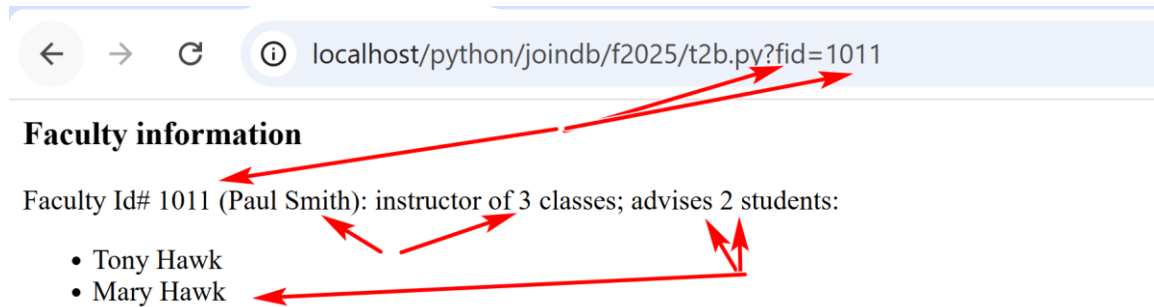 localhost/python/joindb/f2025/t2b.py?fid=1011
Faculty information
Faculty Id# 1011 (Paul Smith): instructor of 3 classes; advises 2 students:
• Tony Hawk
• Mary Hawk